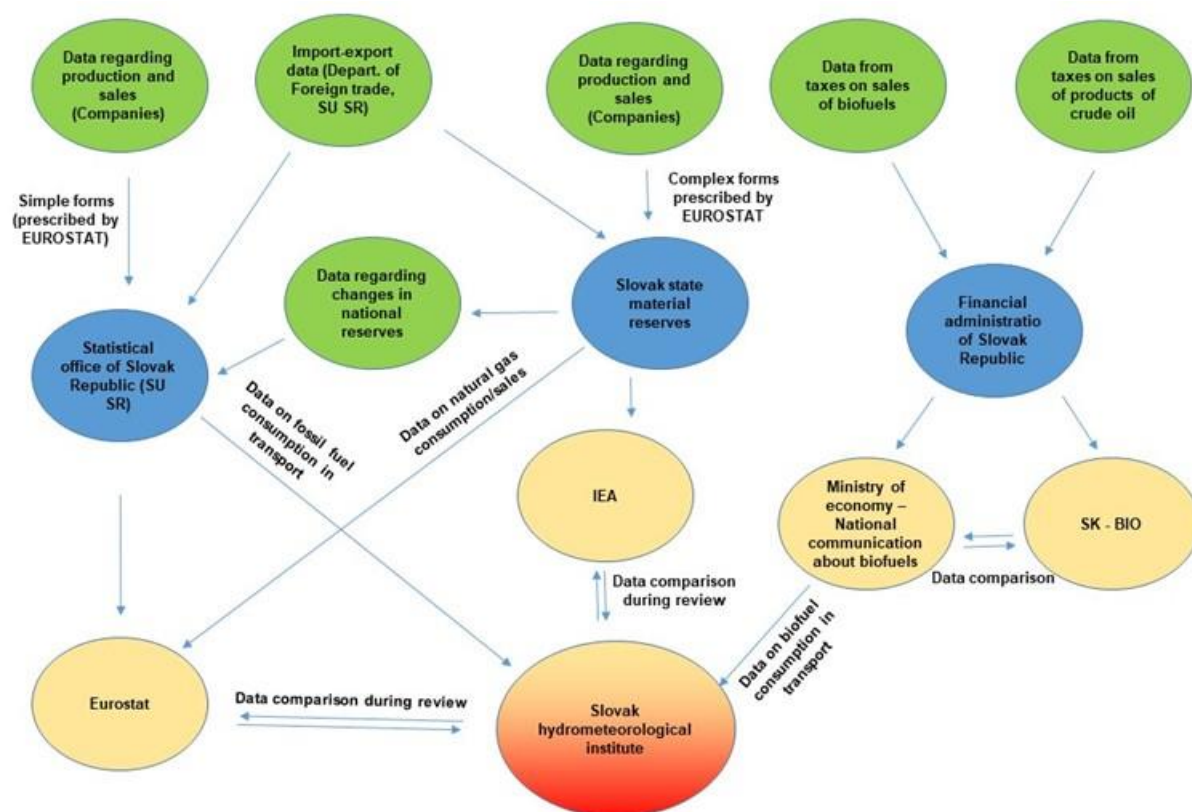 Data regarding
production and
sales
(Companies)
Import-export
data (Depart. of
Foreign trade,
SU SR)
Data regarding
production and
sales
(Companies)
Data from
taxes on sales
of biofuels
Data from
taxes on sales
of products of
crude oil
Simple forms
(prescribed by
EUROSTAT)
Complex forms
prescribed by
EUROSTAT
Data regarding
changes in
national
reserves
Slovak state
material
reserves
Financial
administratio
of Slovak
Republic
Statistical
office of Slovak
Republic (SU
SR)
Data on fossil fuel
consumption in
transport
Data on natural gas
consumption/sales
IEA
Ministry of
economy –
National
communication
about biofuels
SK - BIO
Data comparison
Data comparison
during review
Data on biofuel
consumption in
transport
Eurostat
Data comparison during review
Slovak
hydrometeorological
institute